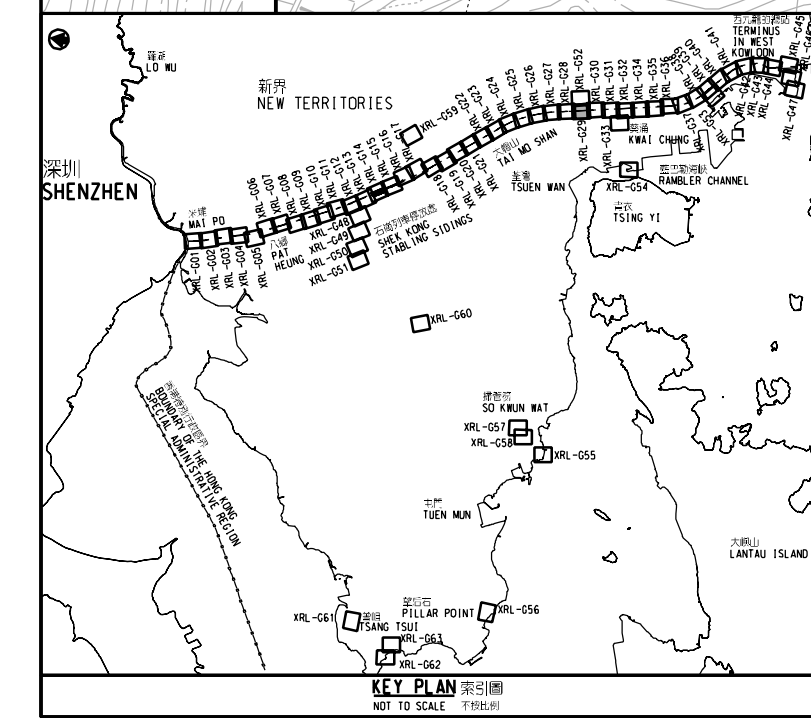 羅湖
LO WU
新界
NEW TERRITORIES
深圳
SHENZHEN
米埔
MAI PO
XRL-G01
XRL-G02
XRL-G03
XRL-G04
XRL-G05
XRL-G06
XRL-G07
XRL-G08
XRL-G09
XRL-G10
XRL-G11
XRL-G12
XRL-G13
XRL-G14
XRL-G15
XRL-G16
XRL-G59
XRL-G22
XRL-G23
XRL-G24
XRL-G25
XRL-G26
XRL-G27
XRL-G28
XRL-G52
XRL-G30
XRL-G31
XRL-G32
XRL-G34
XRL-G35
XRL-G36
XRL-G40
XRL-G41
TERMINUS
IN WEST
KOWLOON
XRL-G45
XRL-G47
八鄉
PAT
HEUNG
XRL-G48
XRL-G49
XRL-G50
XRL-G51
石崗列車停放處
SHEK KONG
STABLING SIDINGS
XRL-G18
XRL-G19
XRL-G20
XRL-G21
大帽山
TAI MO SHAN
荃灣
TSUEN WAN
XRL-G29
XRL-G33
葵涌
KWAI CHUNG
XRL-G37
XRL-G54
藍巴勒海峽
RAMBLER CHANNEL
青衣
TSING YI
XRL-G60
香港特別行政區界
BOUNDARY OF THE HONG KONG
SPECIAL ADMINISTRATIVE REGION
掃管笏
SO KWUN WAT
XRL-G57
XRL-G58
XRL-G55
屯門
TUEN MUN
大嶼山
LANTAU ISLAND
XRL-G61
曾咀
TSANG TSUI
望后石
PILLAR POINT
XRL-G56
XRL-G63
XRL-G62
KEY PLAN 索引圖
NOT TO SCALE 不按比例